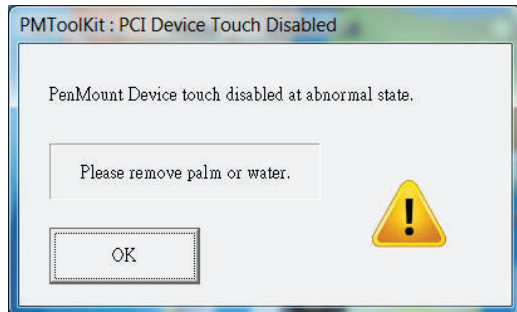 PMToolKit : PCI Device Touch Disabled
PenMount Device touch disabled at abnormal state.
Please remove palm or water.
OK